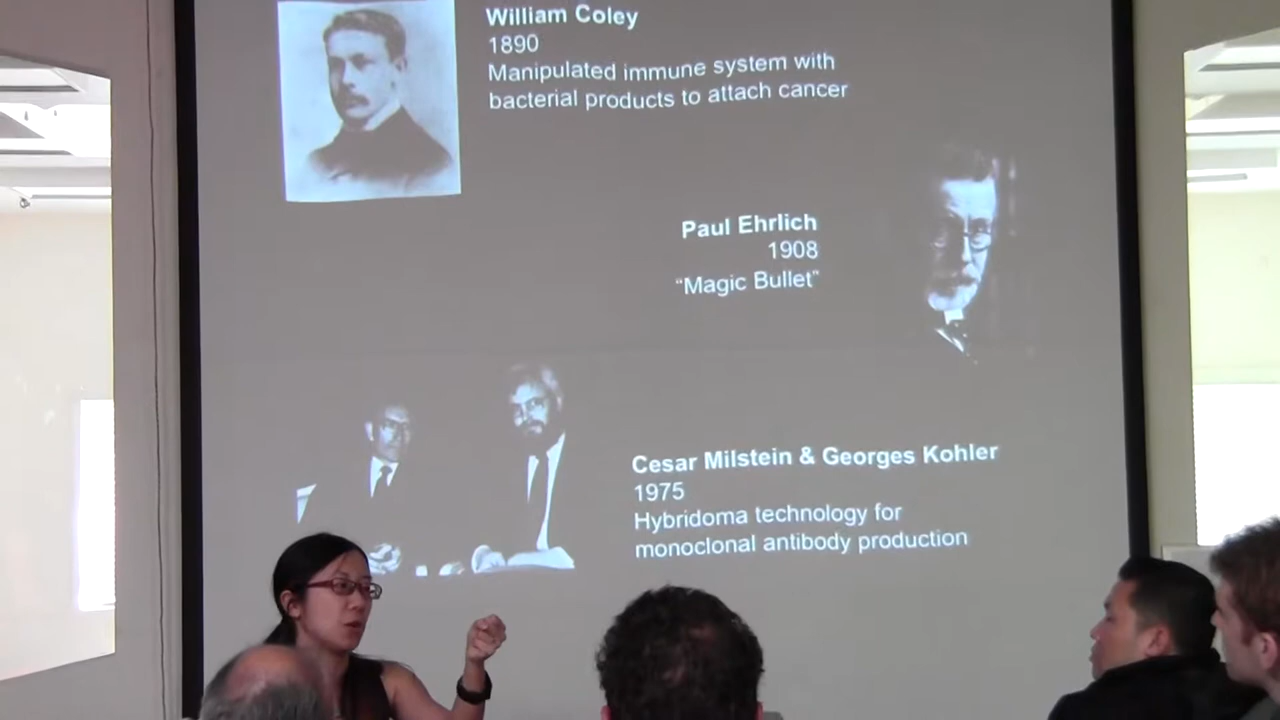 William Coley
1890
Manipulated immune system with
bacterial products to attach cancer
Paul Ehrlich
1908
“Magic Bullet”
Cesar Milstein & Georges Kohler
1975
Hybridoma technology for
monoclonal antibody production